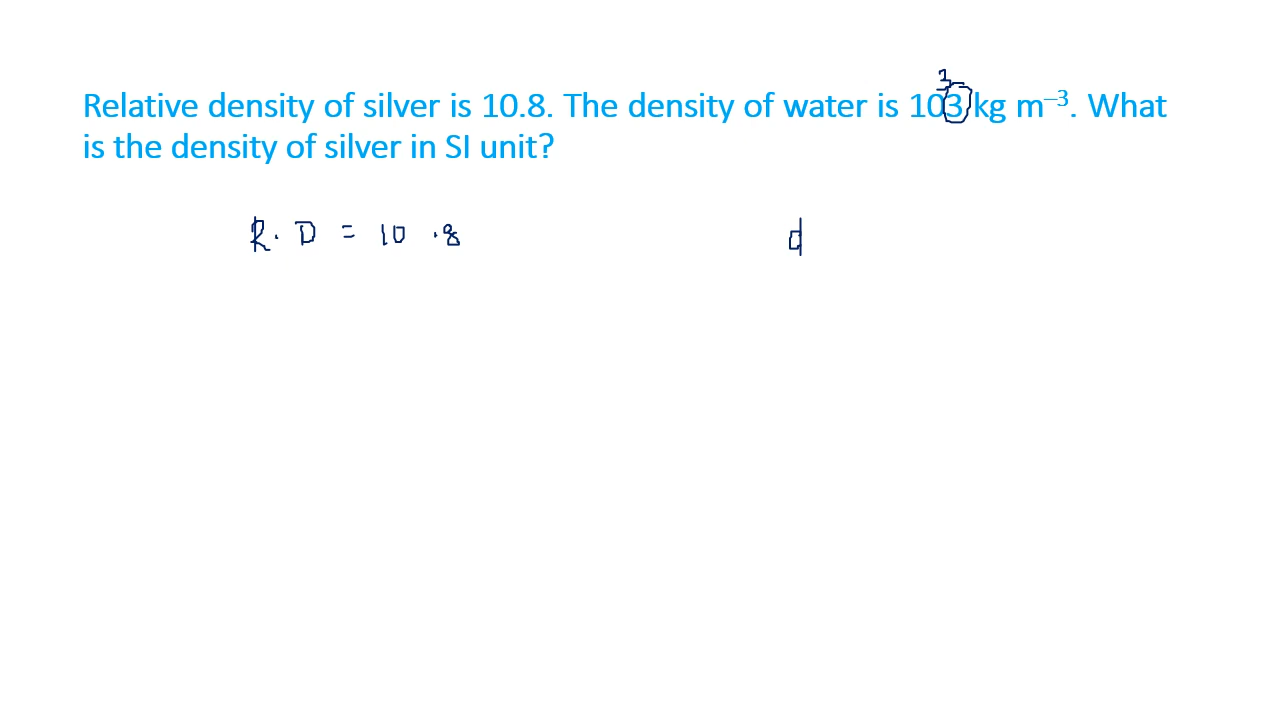 Relative density of silver is 10.8. The density of water is 103 kg m⁻³. What
is the density of silver in SI unit?
3
R. D = 10 .8
d